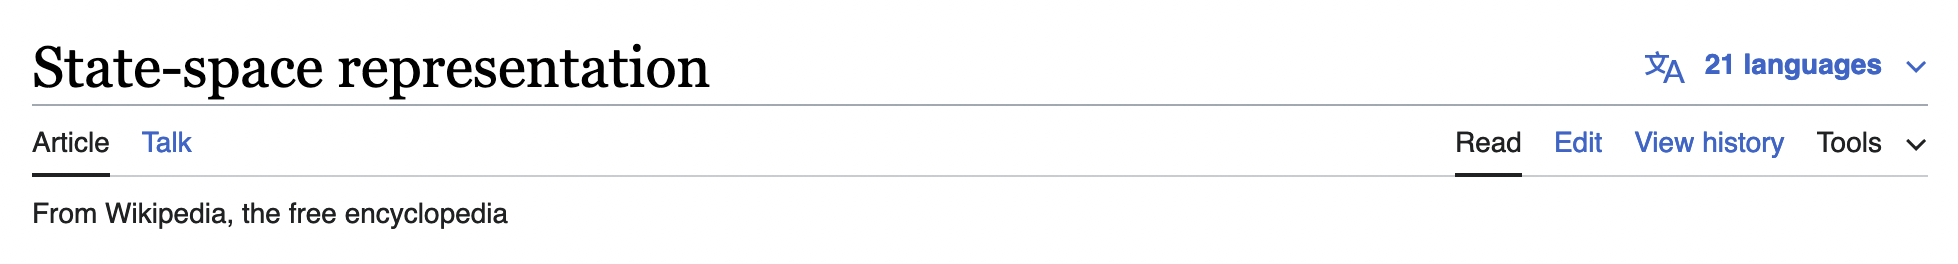 State-space representation
文A 21 languages
Article Talk Read Edit View history Tools
From Wikipedia, the free encyclopedia